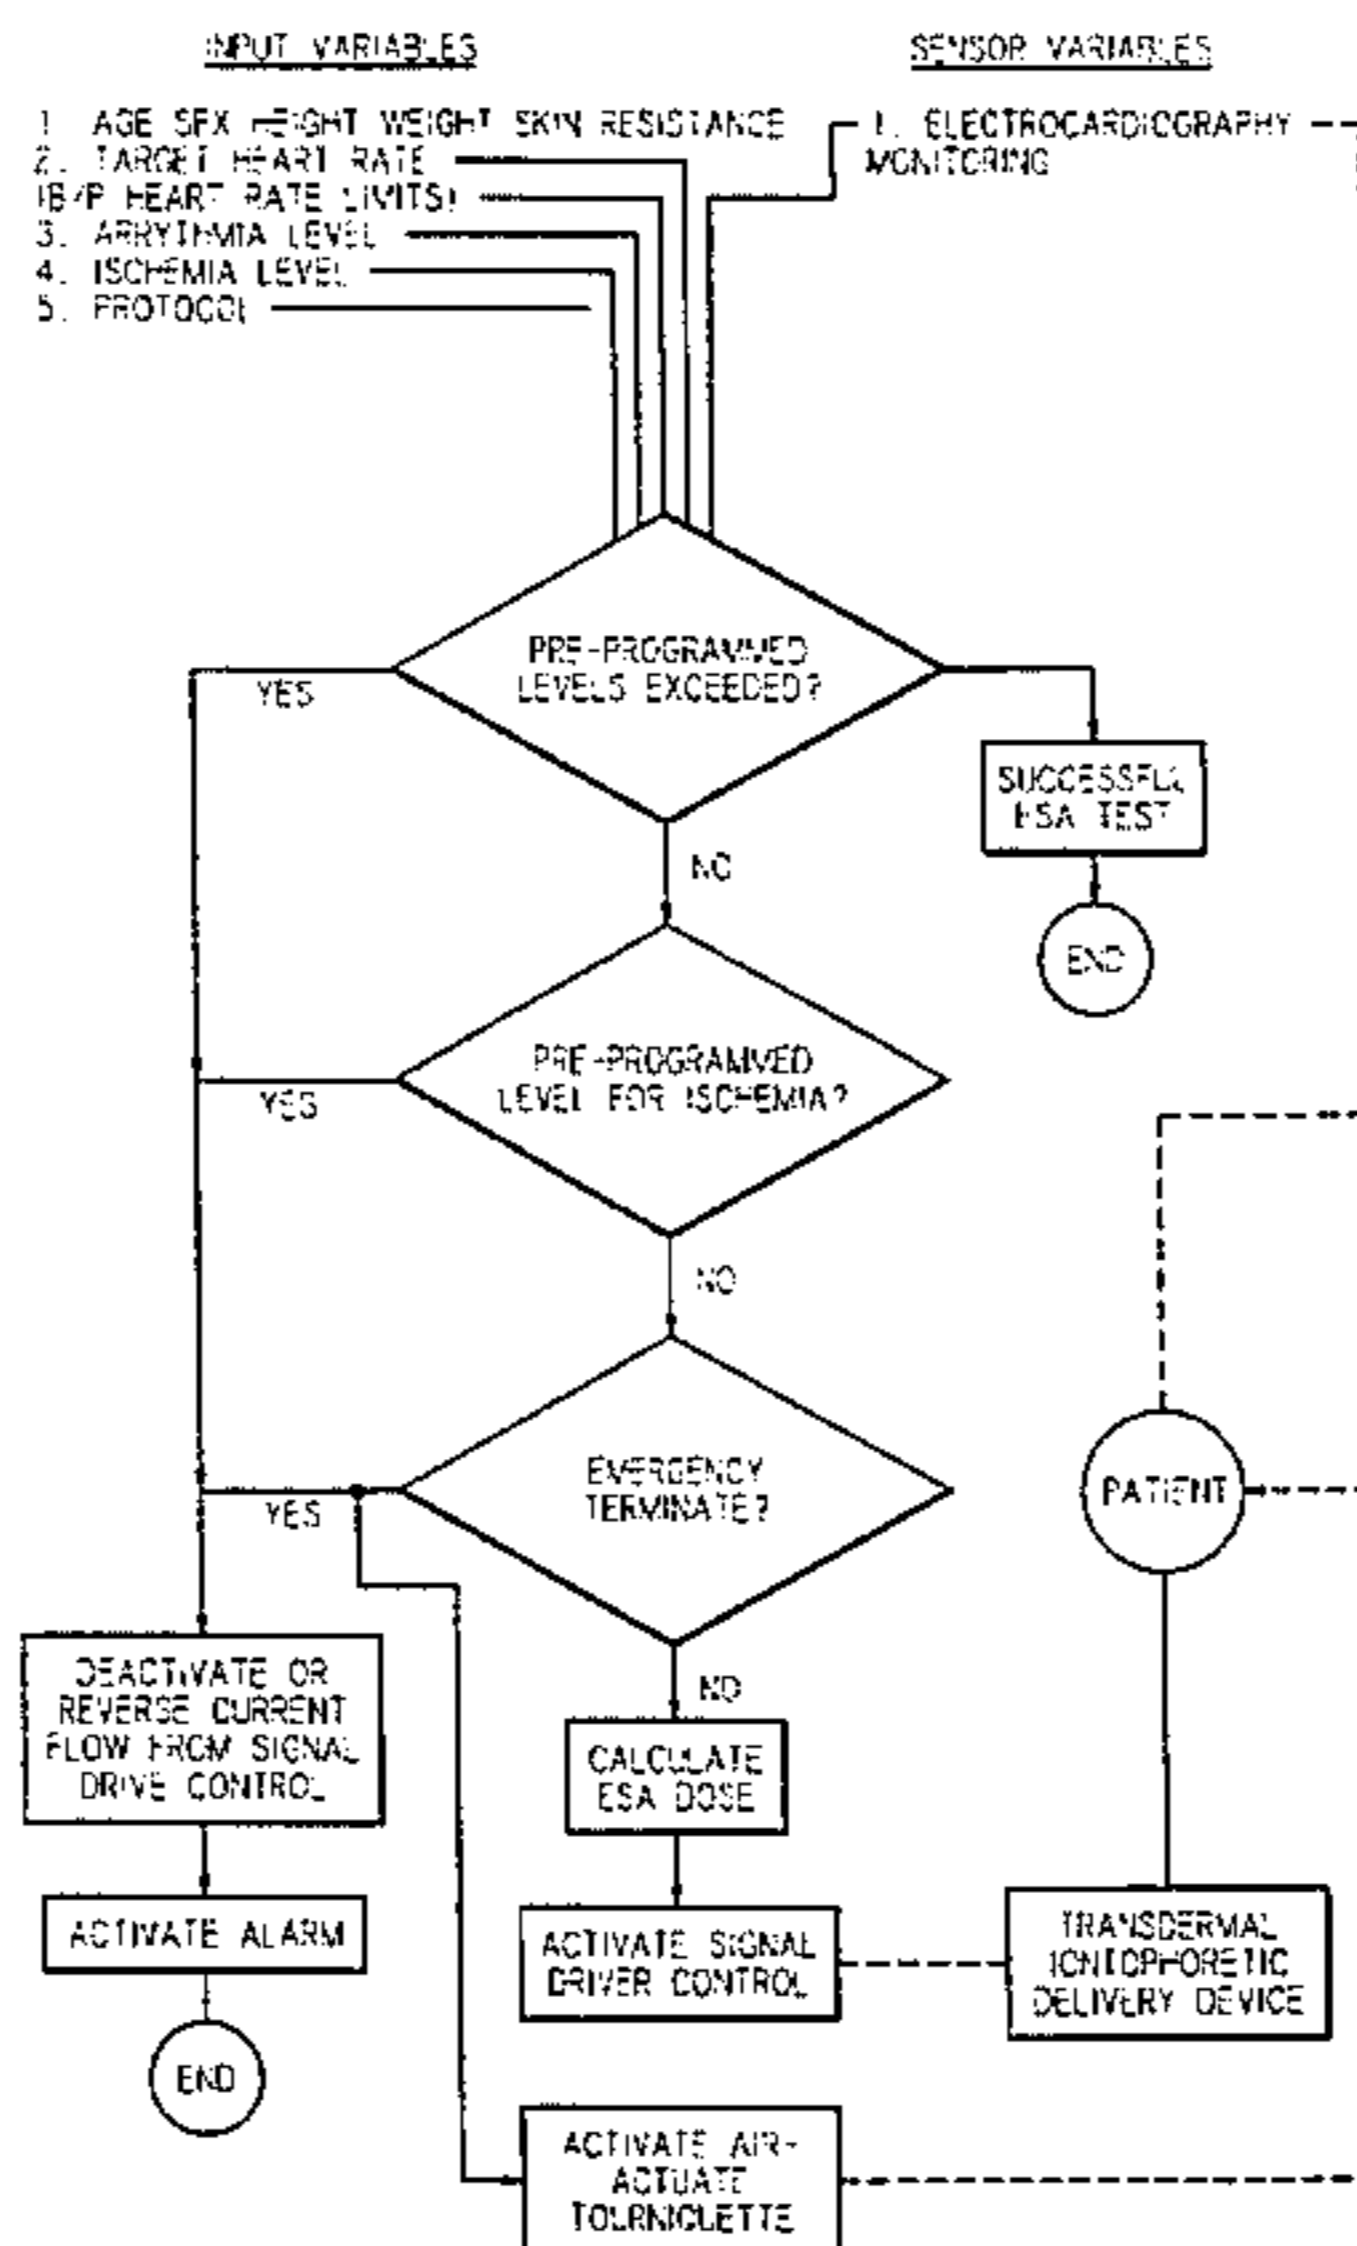 INPUT VARIABLES
1. AGE SEX HEIGHT WEIGHT SKIN RESISTANCE
2. TARGET HEART RATE
(B/P HEART RATE LIMITS)
3. ARRYTHMIA LEVEL
4. ISCHEMIA LEVEL
5. PROTOCOL
SENSOR VARIABLES
1. ELECTROCARDIOGRAPHY
MONITORING
PRE-PROGRAMMED
LEVELS EXCEEDED?
YES
SUCCESSFUL
ESA TEST
NO
END
PRE-PROGRAMMED
LEVEL FOR ISCHEMIA?
YES
NO
EMERGENCY
TERMINATE?
YES
PATIENT
NO
DEACTIVATE OR
REVERSE CURRENT
FLOW FROM SIGNAL
DRIVE CONTROL
CALCULATE
ESA DOSE
ACTIVATE ALARM
ACTIVATE SIGNAL
DRIVER CONTROL
TRANSDERMAL
IONTOPHORETIC
DELIVERY DEVICE
END
ACTIVATE AIR-
ACTUATE
TOURNIQUETTE